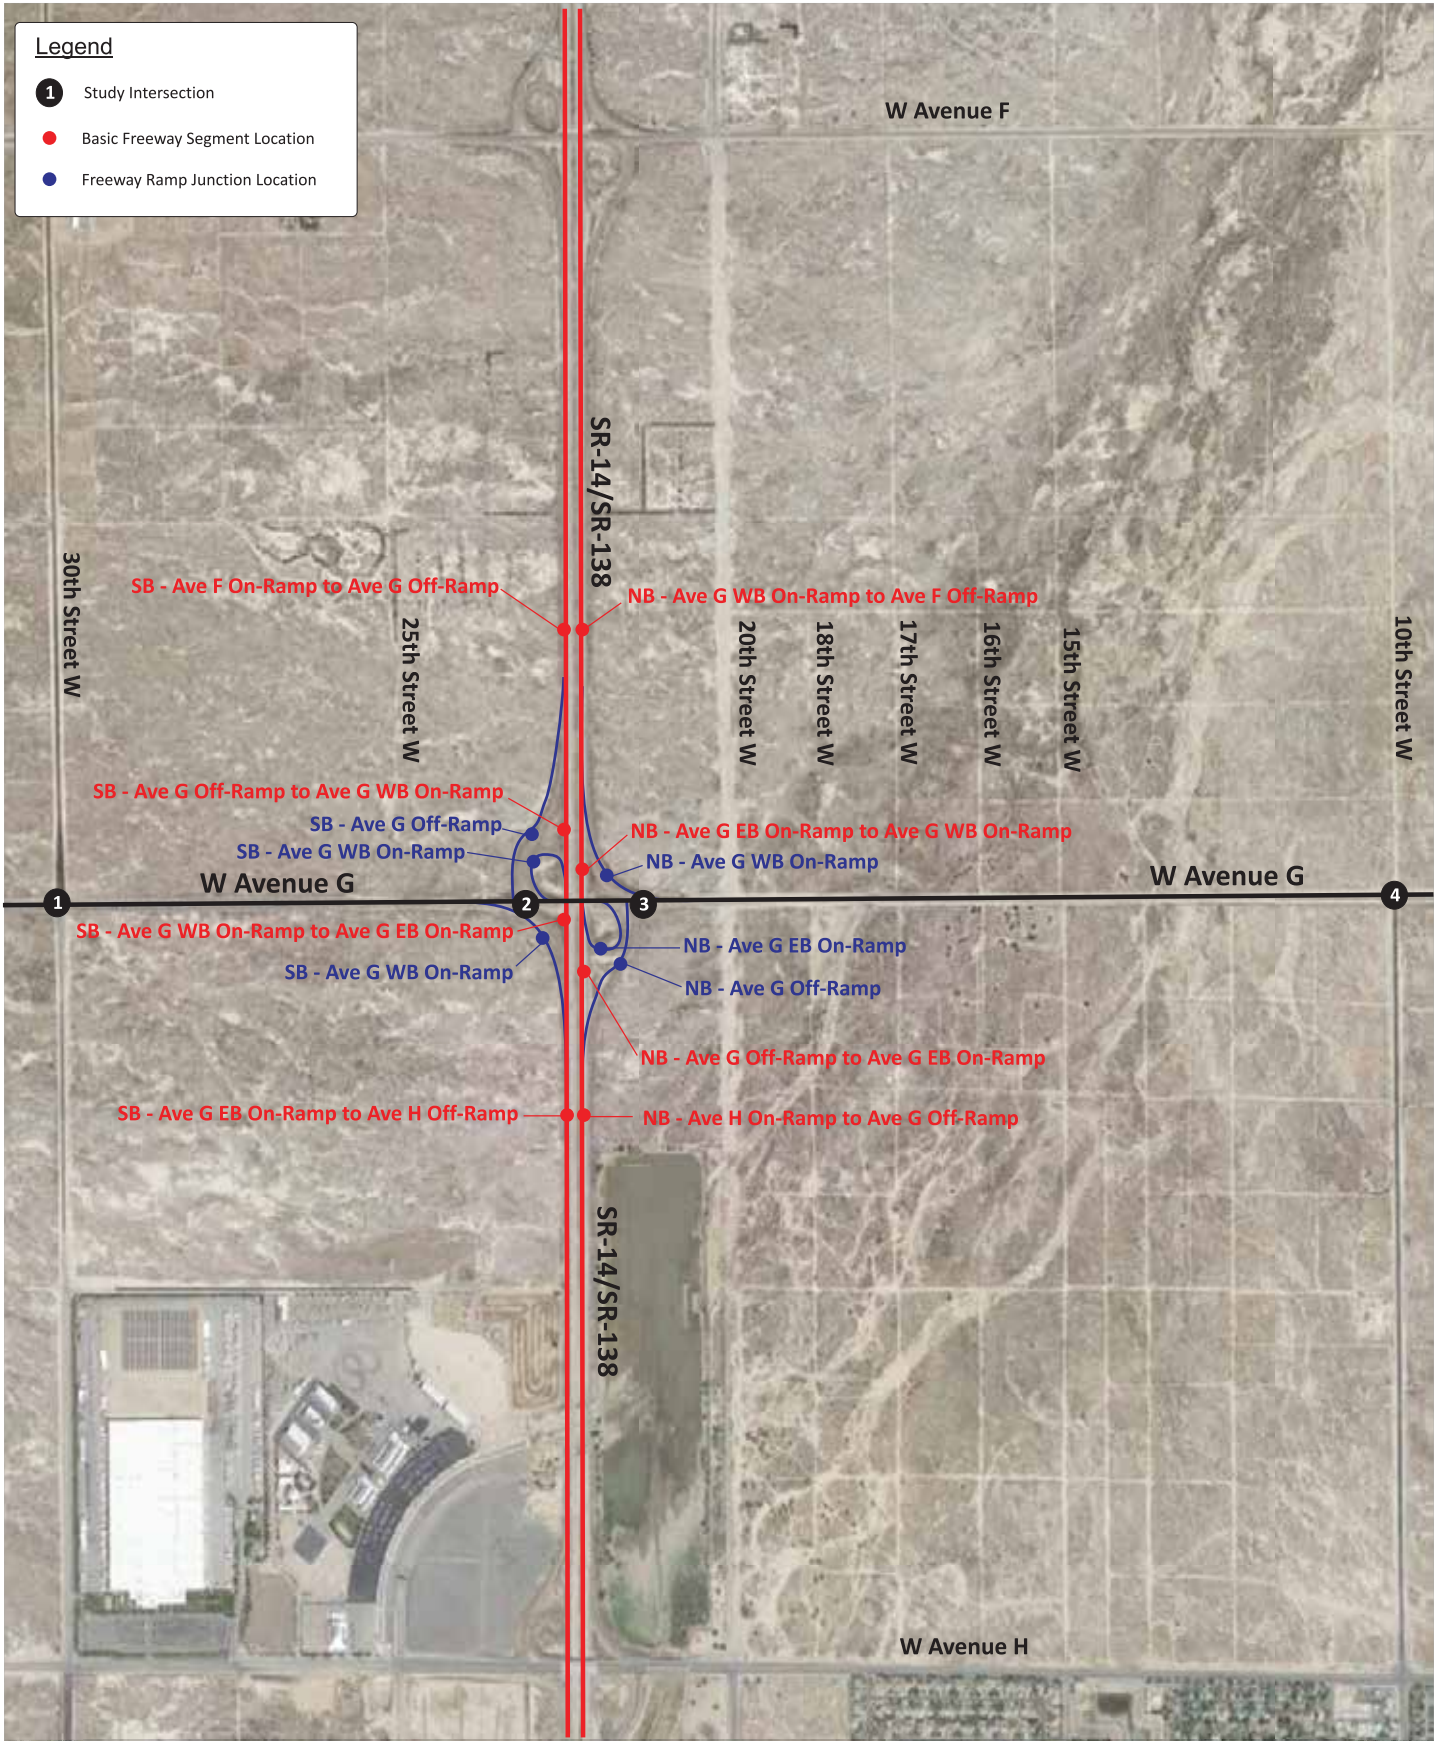 Legend
1 Study Intersection
Basic Freeway Segment Location
Freeway Ramp Junction Location
W Avenue F
SR-14/SR-138
30th Street W
SB - Ave F On-Ramp to Ave G Off-Ramp
NB - Ave G WB On-Ramp to Ave F Off-Ramp
25th Street W
20th Street W
18th Street W
17th Street W
16th Street W
15th Street W
10th Street W
SB - Ave G Off-Ramp to Ave G WB On-Ramp
SB - Ave G Off-Ramp
NB - Ave G EB On-Ramp to Ave G WB On-Ramp
SB - Ave G WB On-Ramp
NB - Ave G WB On-Ramp
W Avenue G
W Avenue G
1
2
3
4
SB - Ave G WB On-Ramp to Ave G EB On-Ramp
NB - Ave G EB On-Ramp
SB - Ave G WB On-Ramp
NB - Ave G Off-Ramp
NB - Ave G Off-Ramp to Ave G EB On-Ramp
SB - Ave G EB On-Ramp to Ave H Off-Ramp
NB - Ave H On-Ramp to Ave G Off-Ramp
SR-14/SR-138
W Avenue H